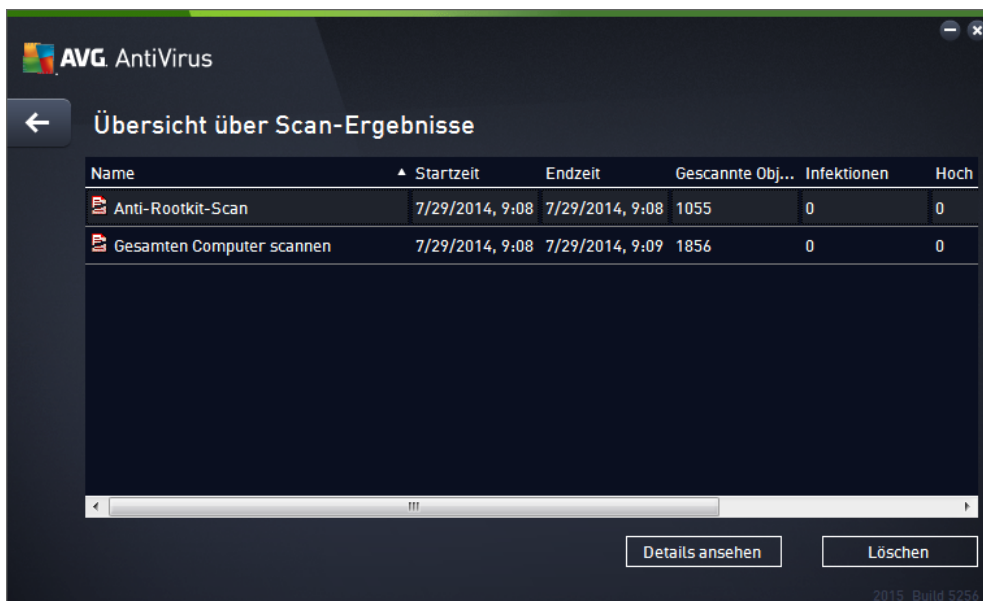 AVG. AntiVirus
Übersicht über Scan-Ergebnisse
Name Startzeit Endzeit Gescannte Obj... Infektionen Hoch
Anti-Rootkit-Scan 7/29/2014, 9:08 7/29/2014, 9:08 1055 0 0
Gesamten Computer scannen 7/29/2014, 9:08 7/29/2014, 9:09 1856 0 0
Details ansehen Löschen
2015 Build 5256